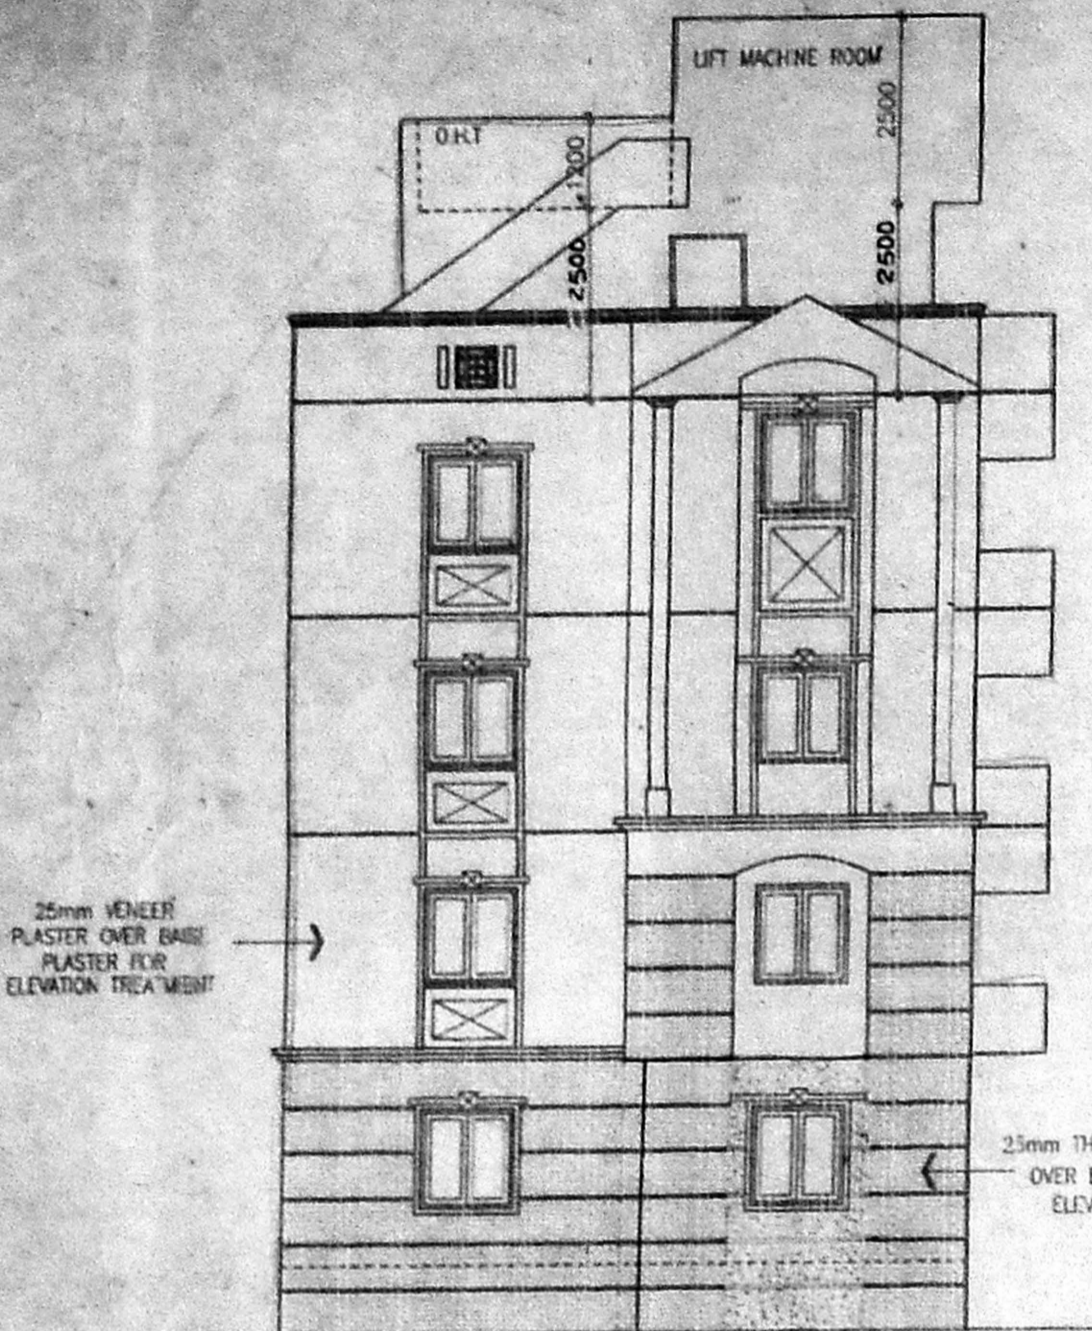 LIFT MACHINE ROOM
2500
O.H.T
1200
2500
2500
25mm VENEER
PLASTER OVER BASE
PLASTER FOR
ELEVATION TREATMENT
25mm TH
OVER
ELEV